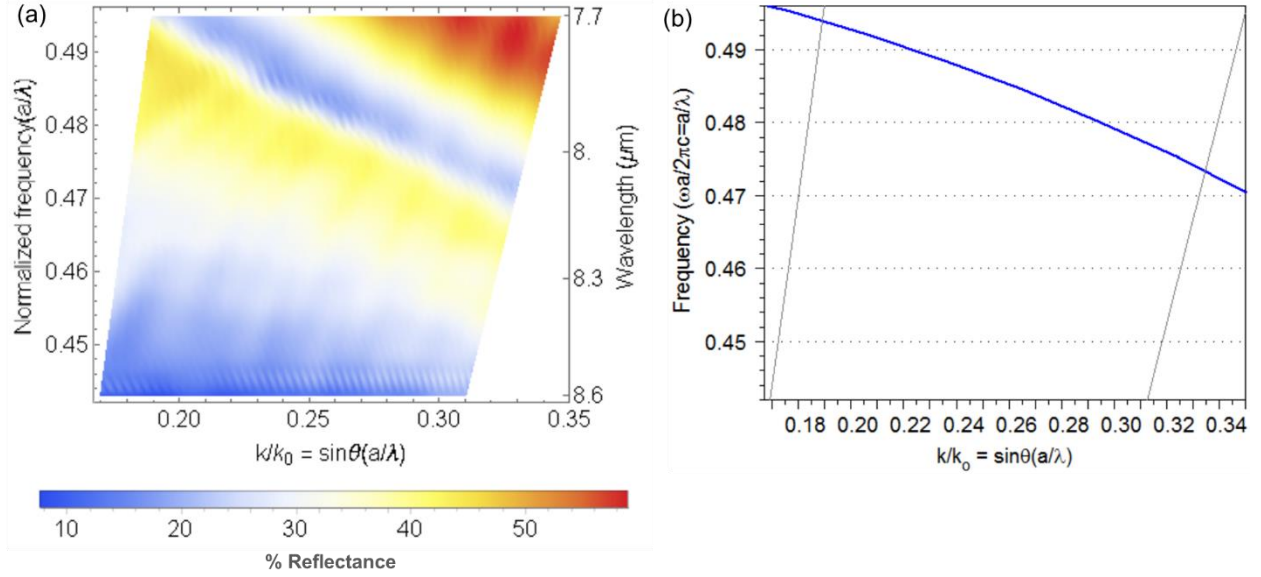 (a)
Normalized frequency(a/λ)
0.49
0.48
0.47
0.46
0.45
0.20
0.25
0.30
0.35
k/k0 = sinθ(a/λ)
7.7
8.
8.3
8.6
Wavelength (μm)
10
20
30
40
50
% Reflectance
(b)
Frequency (ωa/2πc=a/λ)
0.49
0.48
0.47
0.46
0.45
0.18 0.20 0.22 0.24 0.26 0.28 0.30 0.32 0.34
k/ko = sinθ(a/λ)